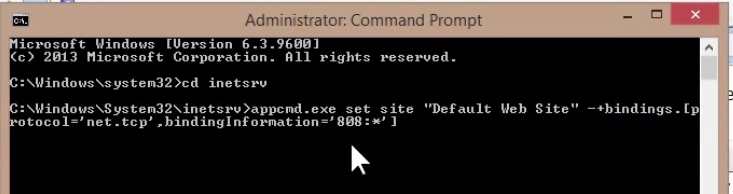 Administrator: Command Prompt
Microsoft Windows [Version 6.3.9600]
(c) 2013 Microsoft Corporation. All rights reserved.
C:\Windows\system32>cd inetsrv
C:\Windows\System32\inetsrv>appcmd.exe set site "Default Web Site" -+bindings.[p
rotocol='net.tcp',bindingInformation='808:*']